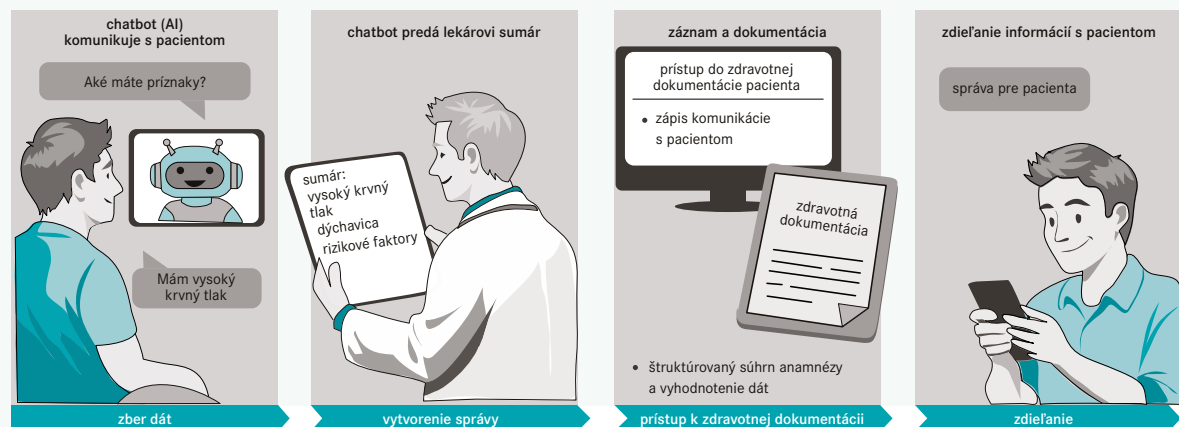 chatbot (AI)
komunikuje s pacientom
Aké máte príznaky?
Mám vysoký
krvný tlak
zber dát
chatbot predá lekárovi sumár
sumár:
vysoký krvný
tlak
dýchavica
rizikové faktory
vytvorenie správy
záznam a dokumentácia
prístup do zdravotnej
dokumentácie pacienta
• zápis komunikácie
s pacientom
zdravotná
dokumentácia
• štruktúrovaný súhrn anamnézy
a vyhodnotenie dát
prístup k zdravotnej dokumentácii
zdieľanie informácií s pacientom
správa pre pacienta
zdieľanie